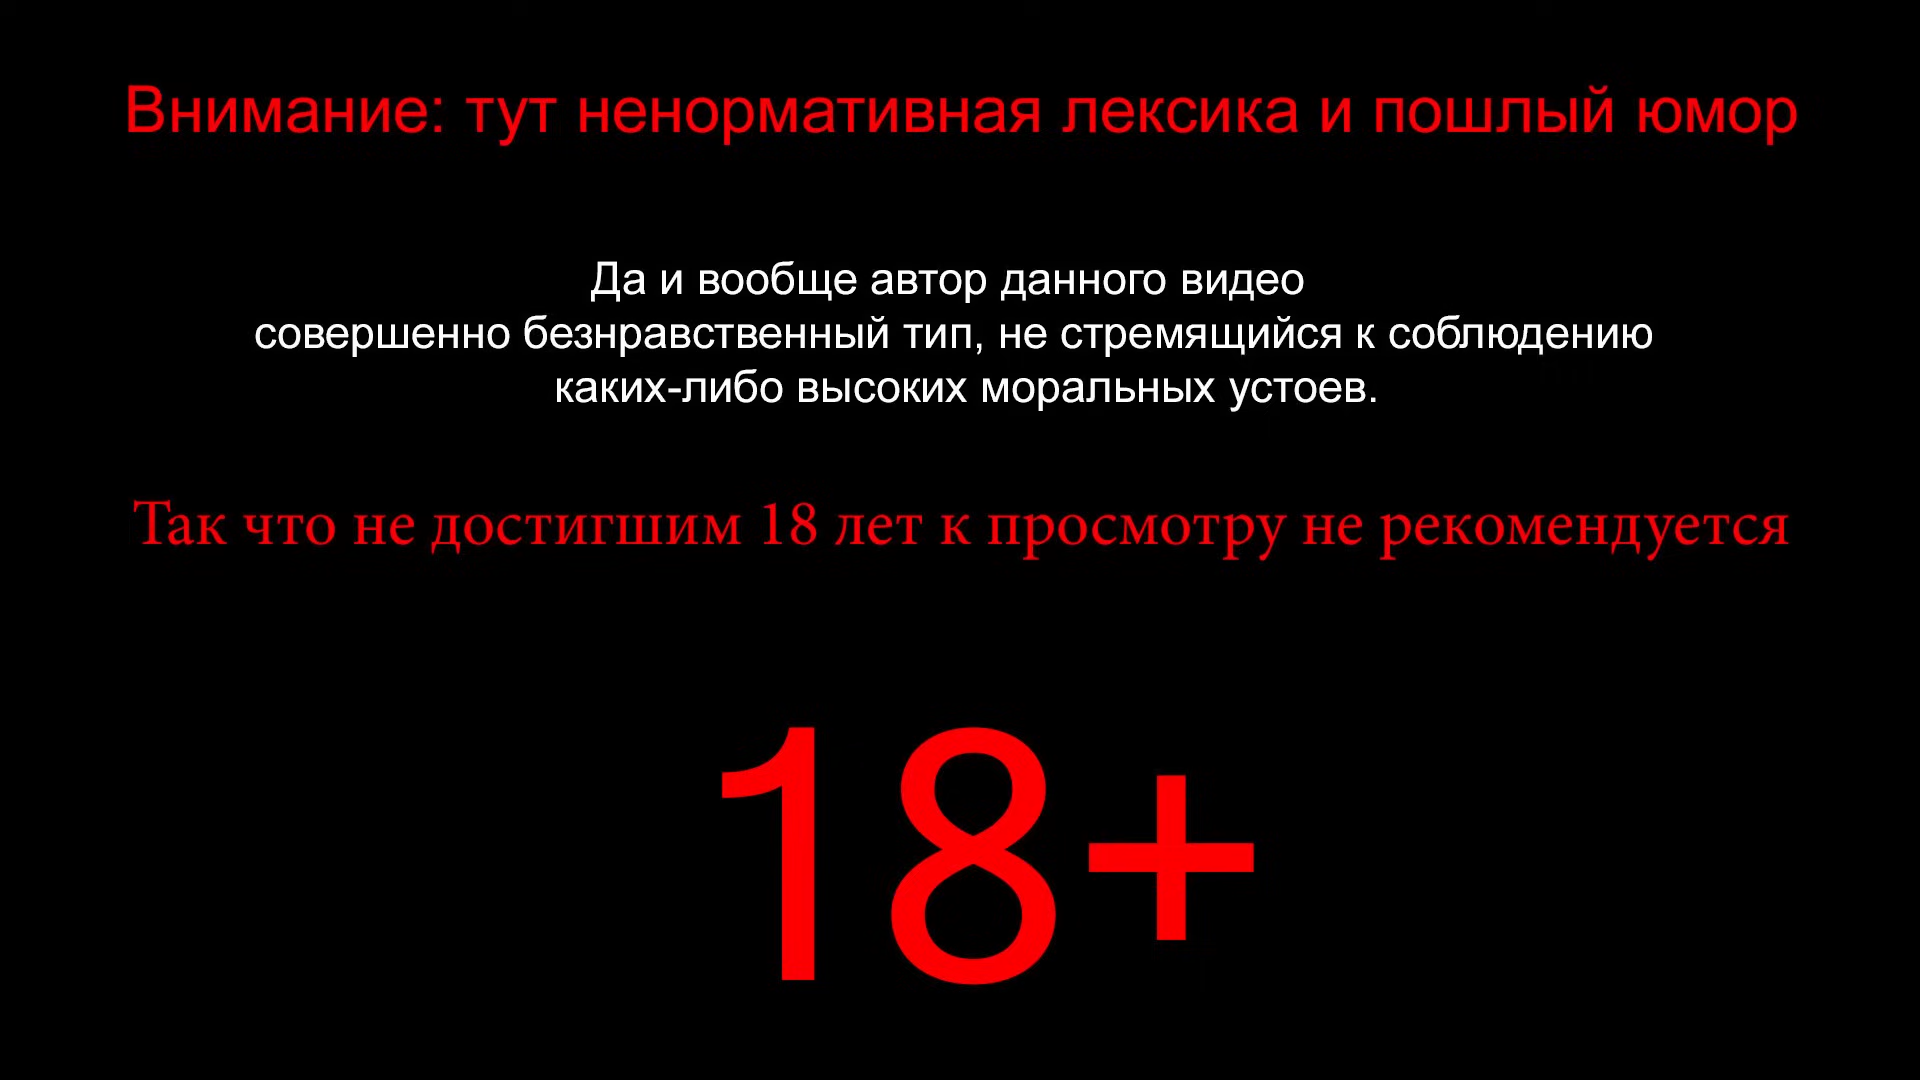 Внимание: тут ненормативная лексика и пошлый юмор
Да и вообще автор данного видео
совершенно безнравственный тип, не стремящийся к соблюдению
каких-либо высоких моральных устоев.
Так что не достигшим 18 лет к просмотру не рекомендуется
18+